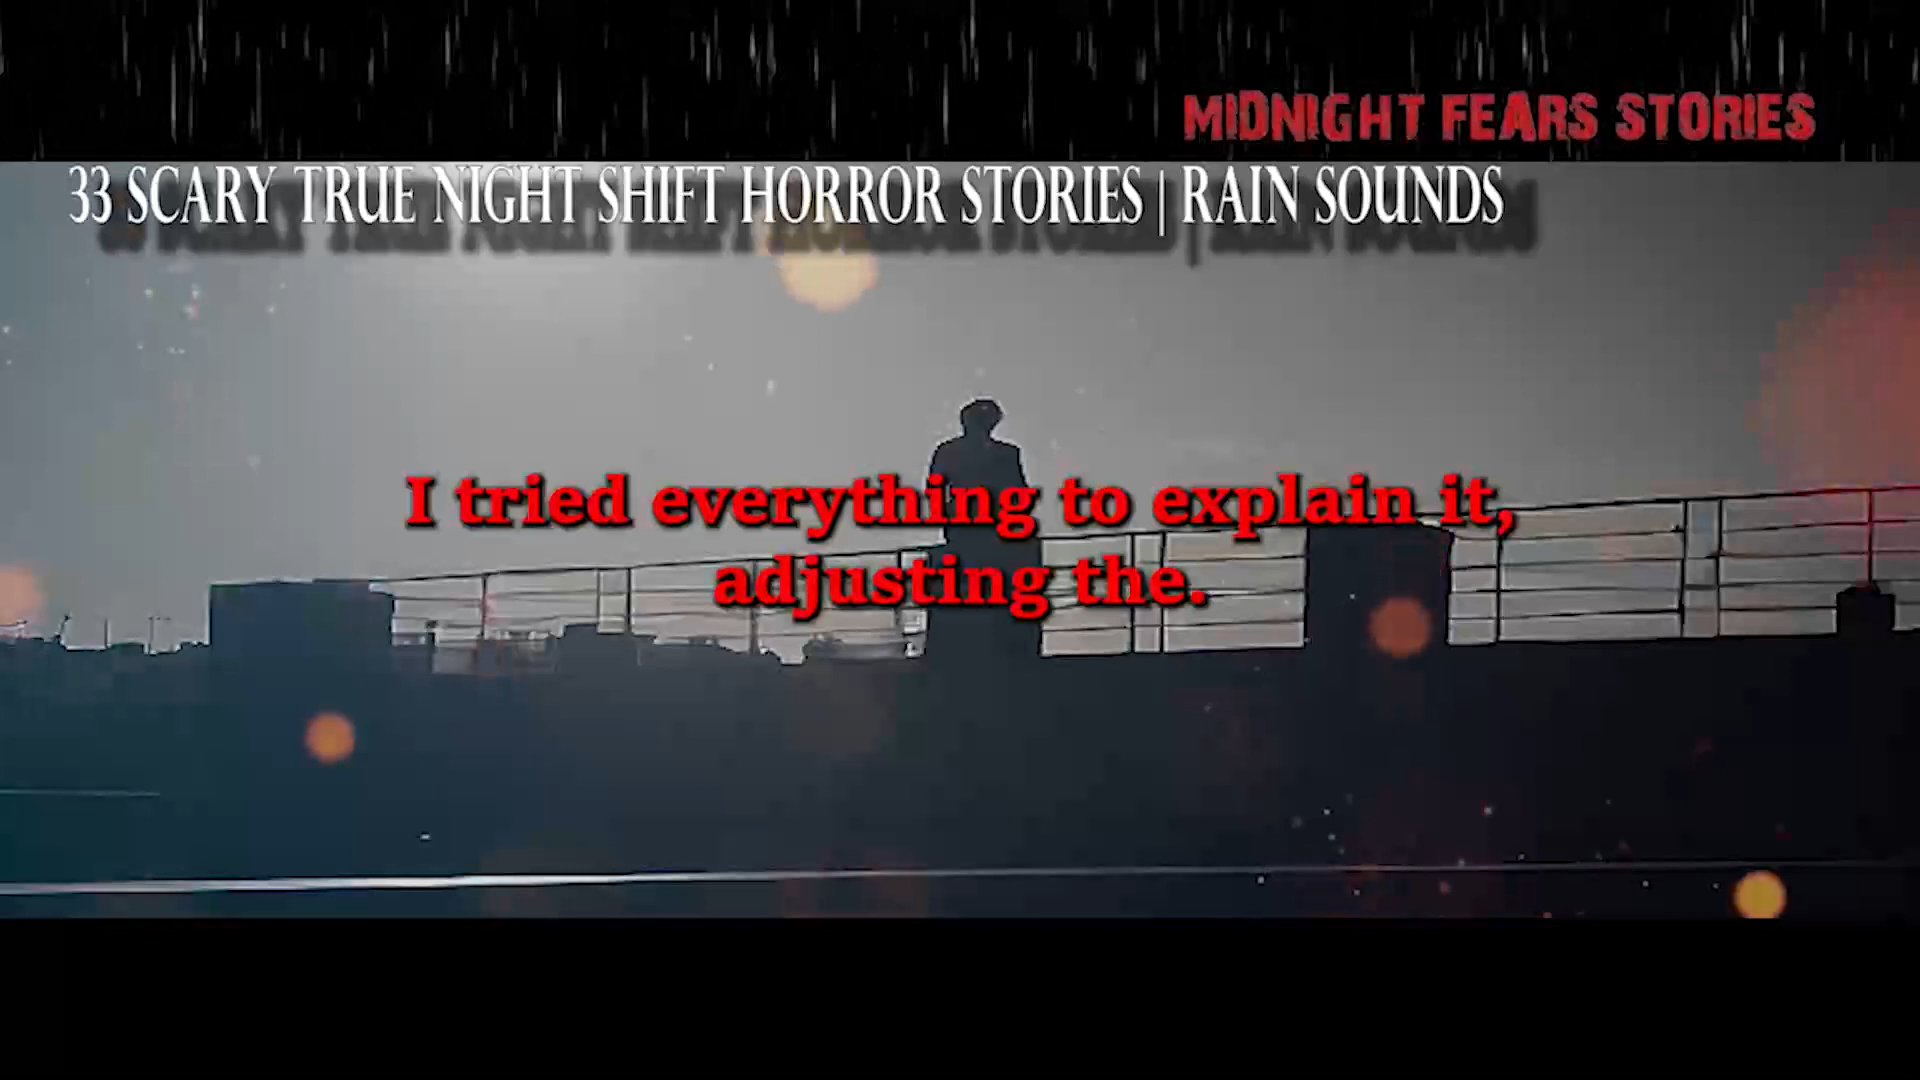 MIDNIGHT FEARS STORIES
33 SCARY TRUE NIGHT SHIFT HORROR STORIES | RAIN SOUNDS
I tried everything to explain it,
adjusting the.